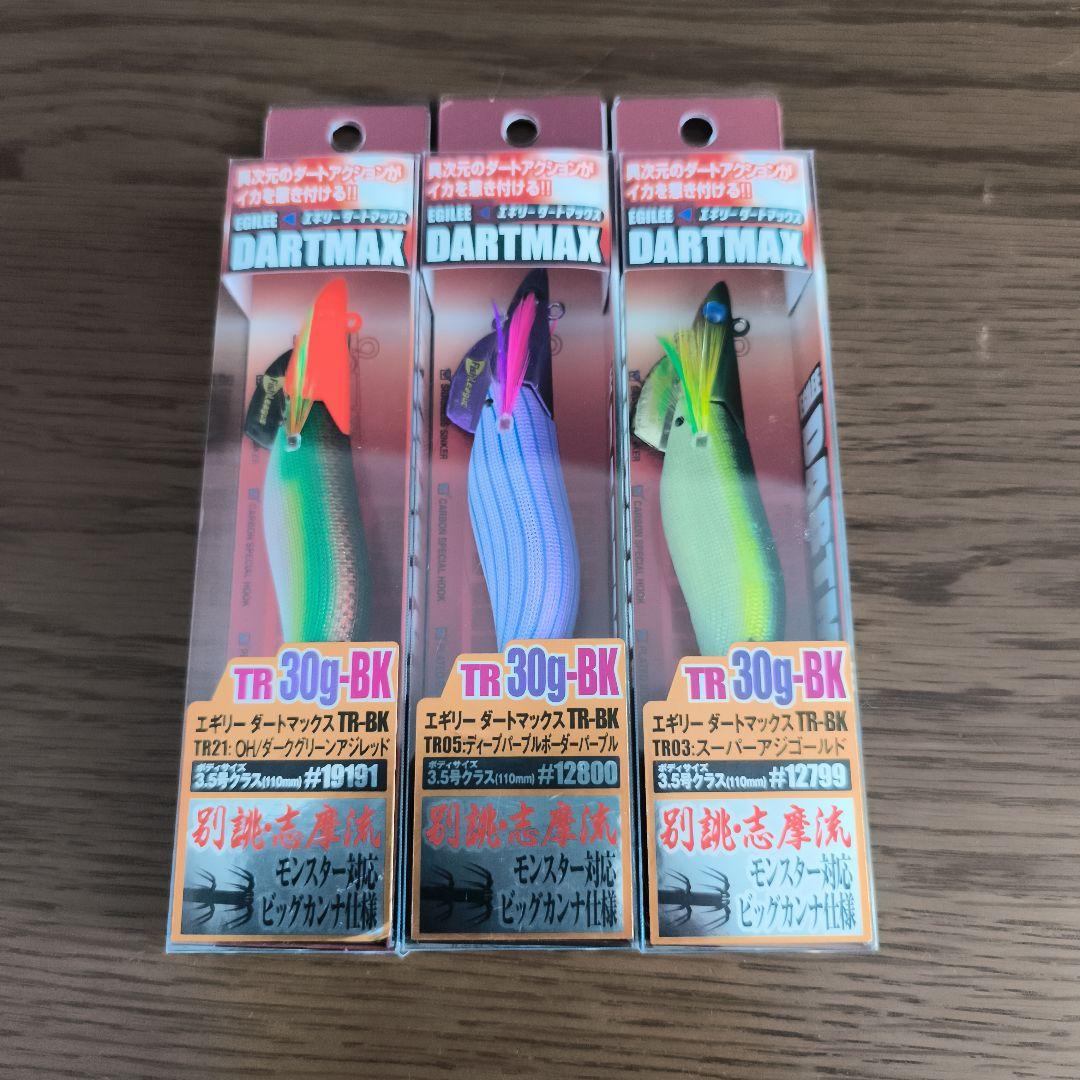 異次元のダートアクションが
イカを惹き付ける!!
EGILEE エギリー ダートマックス
DARTMAX
FishLeague
SINKER
CARBON SPECIAL HOOK
TR 30g-BK
エギリー ダートマックス TR-BK
TR21: OH/ダークグリーンアジレッド
ボディサイズ
3.5号クラス(110mm) #19191
別誂・志摩流
モンスター対応
ビッグカンナ仕様
異次元のダートアクションが
イカを惹き付ける!!
EGILEE エギリー ダートマックス
DARTMAX
FishLeague
SINKER
CARBON SPECIAL HOOK
TR 30g-BK
エギリー ダートマックス TR-BK
TR05:ディープパープルボーダーパープル
ボディサイズ
3.5号クラス(110mm) #12800
別誂・志摩流
モンスター対応
ビッグカンナ仕様
異次元のダートアクションが
イカを惹き付ける!!
EGILEE エギリー ダートマックス
DARTMAX
CARBON SPECIAL HOOK
TR 30g-BK
エギリー ダートマックス TR-BK
TR03:スーパーアジゴールド
ボディサイズ
3.5号クラス(110mm) #12799
別誂・志摩流
モンスター対応
ビッグカンナ仕様